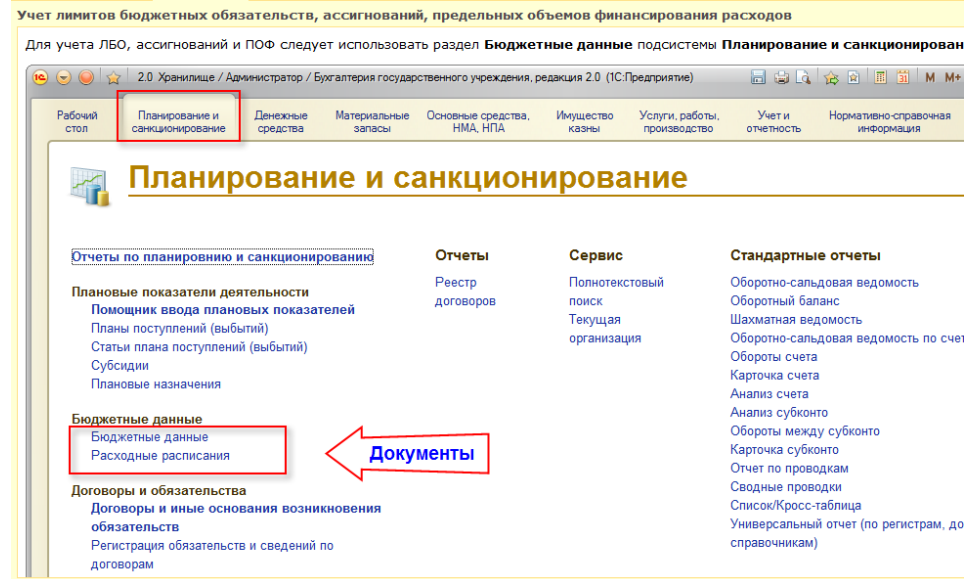 Учет лимитов бюджетных обязательств, ассигнований, предельных объемов финансирования расходов
Для учета ЛБО, ассигнований и ПОФ следует использовать раздел Бюджетные данные подсистемы Планирование и санкционирован
1С 2.0 Хранилище / Администратор / Бухгалтерия государственного учреждения, редакция 2.0 (1С:Предприятие) 31 M M+
Рабочий стол
Планирование и санкционирование
Денежные средства
Материальные запасы
Основные средства, НМА, НПА
Имущество казны
Услуги, работы, производство
Учет и отчетность
Нормативно-справочная информация
Планирование и санкционирование
Отчеты по планировнию и санкционированию
Плановые показатели деятельности
Помощник ввода плановых показателей
Планы поступлений (выбытий)
Статьи плана поступлений (выбытий)
Субсидии
Плановые назначения
Бюджетные данные
Бюджетные данные
Расходные расписания
Документы
Договоры и обязательства
Договоры и иные основания возникновения
обязательств
Регистрация обязательств и сведений по
договорам
Отчеты
Реестр
договоров
Сервис
Полнотекстовый
поиск
Текущая
организация
Стандартные отчеты
Оборотно-сальдовая ведомость
Оборотный баланс
Шахматная ведомость
Оборотно-сальдовая ведомость по счет
Обороты счета
Карточка счета
Анализ счета
Анализ субконто
Обороты между субконто
Карточка субконто
Отчет по проводкам
Сводные проводки
Список/Кросс-таблица
Универсальный отчет (по регистрам, до
справочникам)